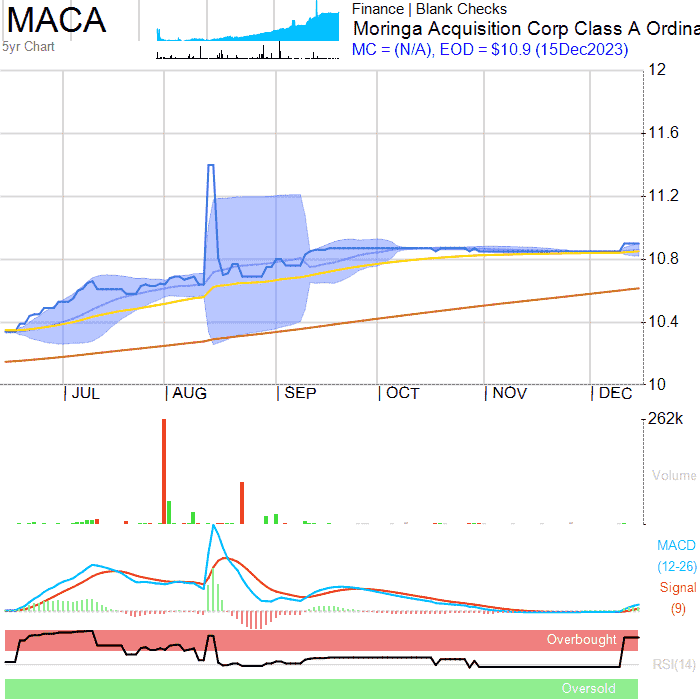 MACA
5yr Chart
Finance | Blank Checks
Moringa Acquisition Corp Class A Ordina
MC = (N/A), EOD = $10.9 (15Dec2023)
12
11.6
11.2
10.8
10.4
10
JUL AUG SEP OCT NOV DEC
262k
Volume
MACD
(12-26)
Signal
(9)
Overbought
RSI(14)
Oversold